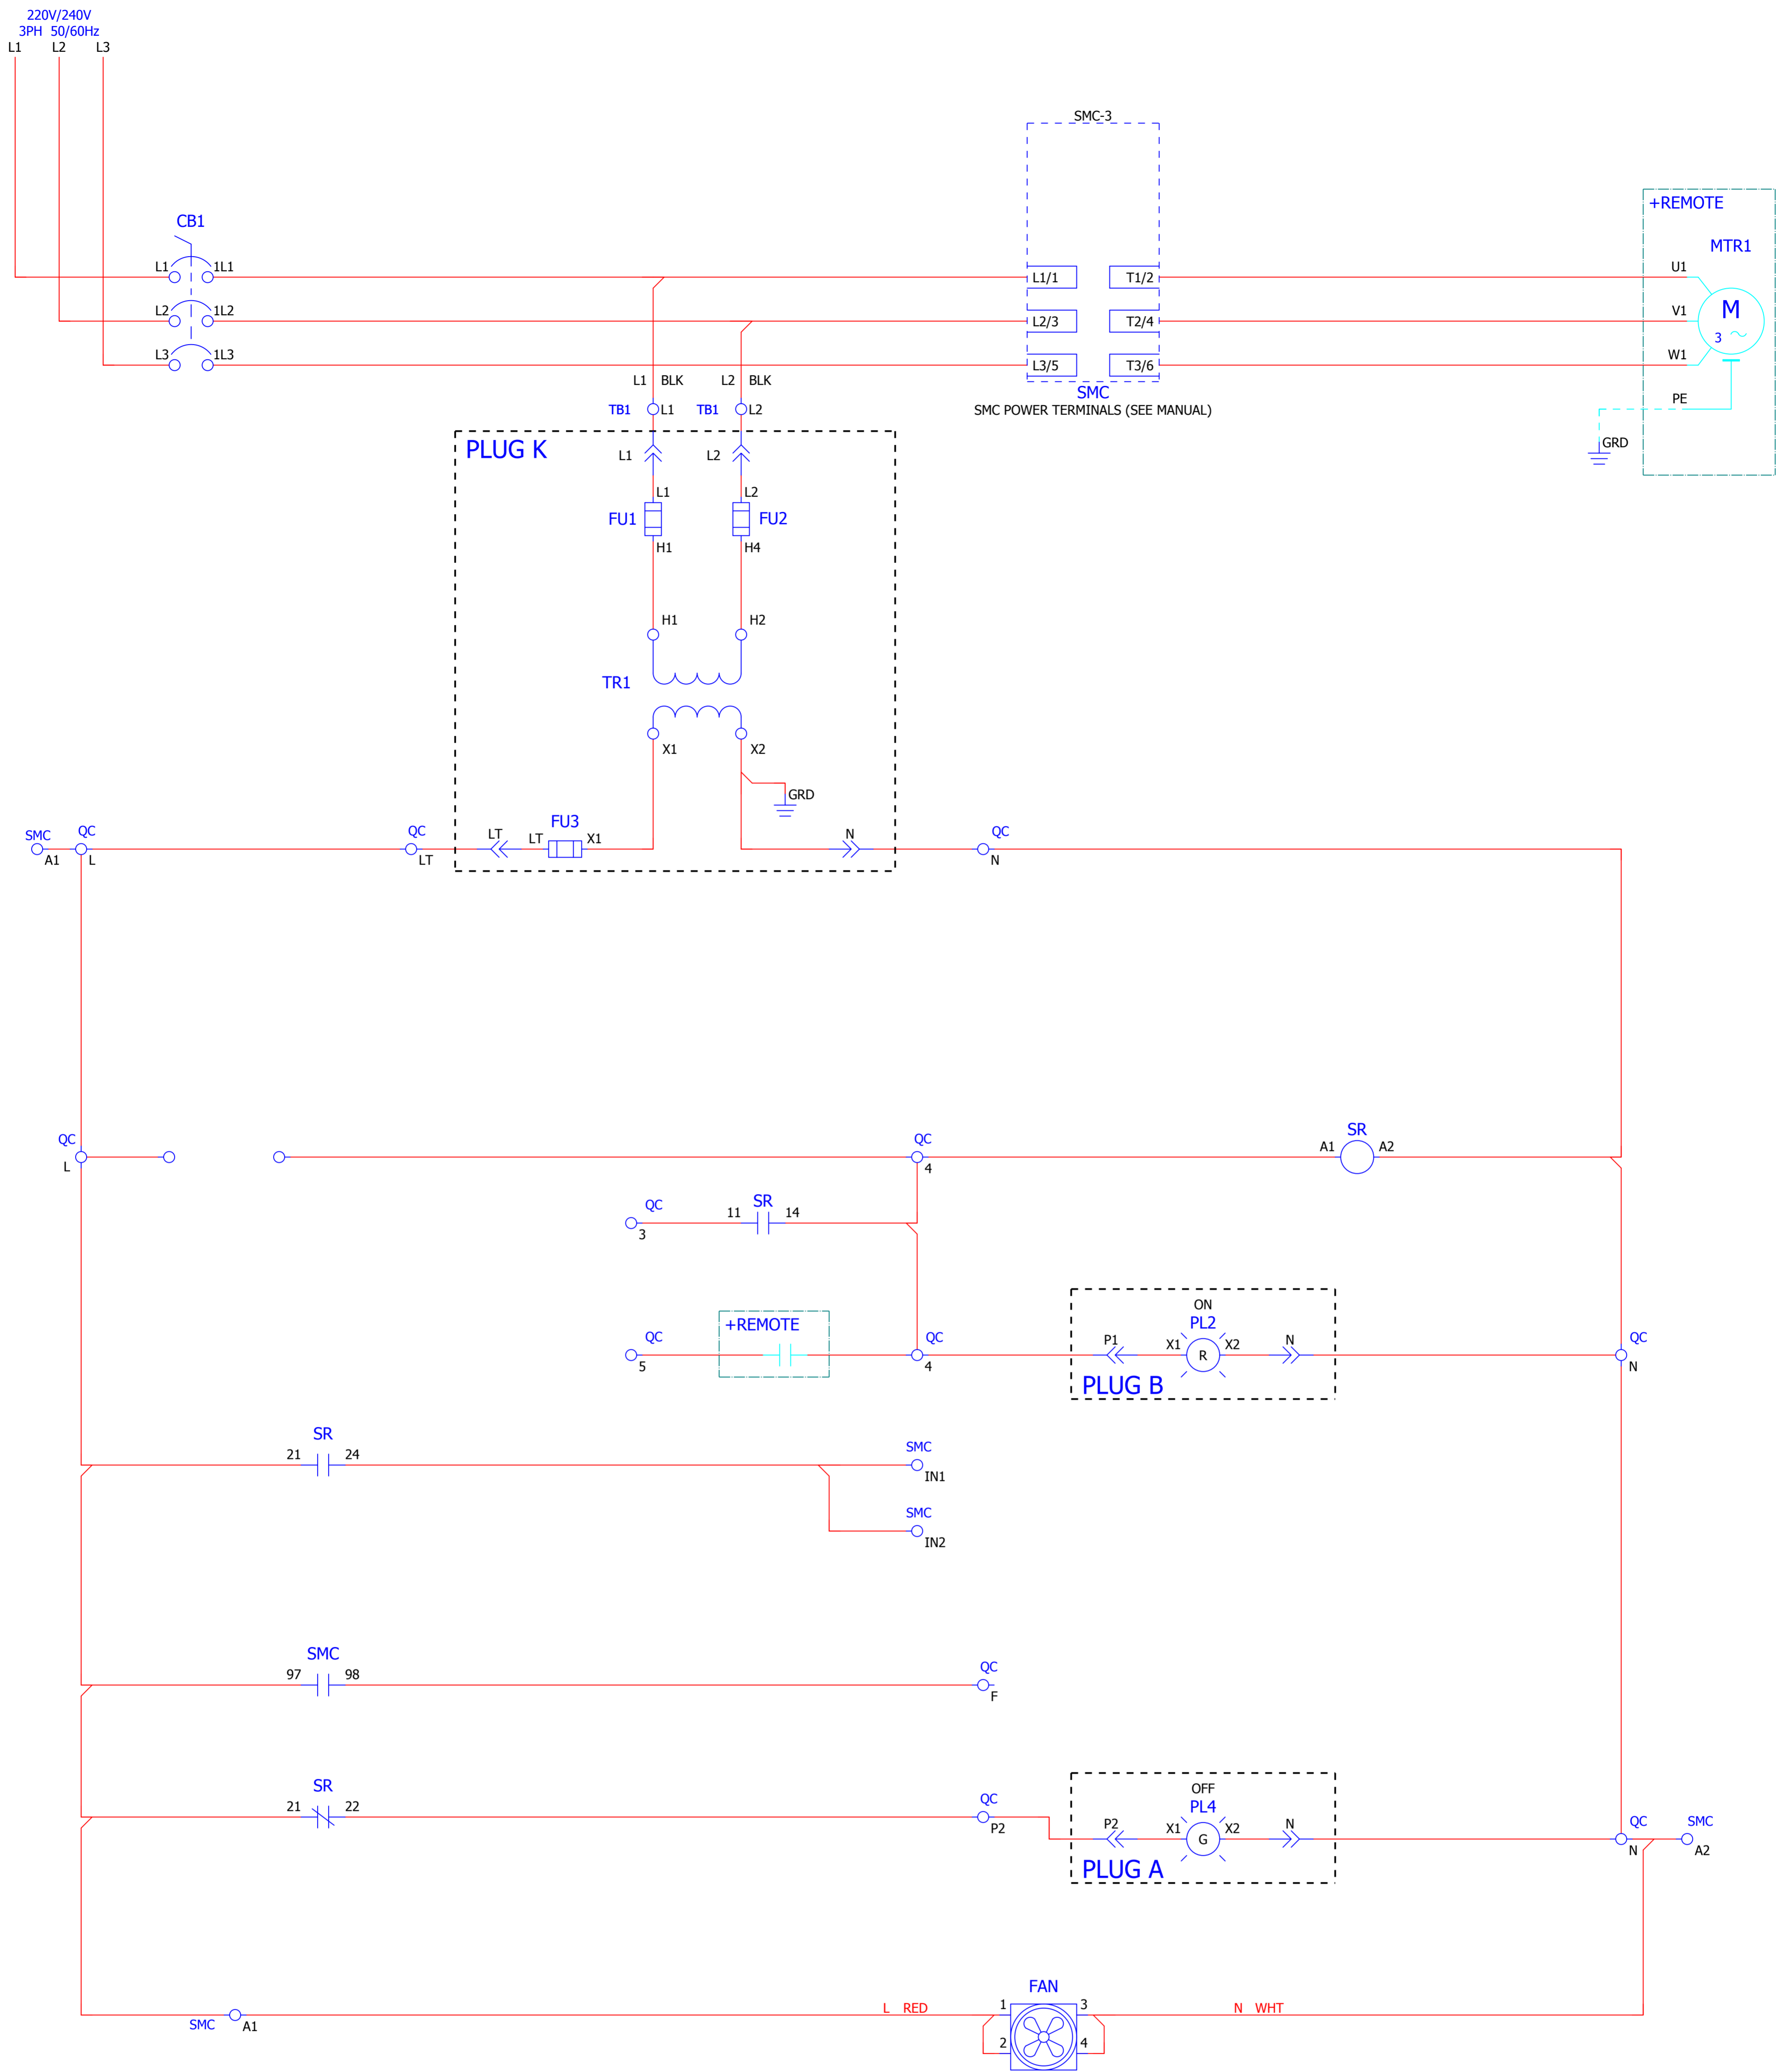 220V/240V
3PH 50/60Hz
L1 L2 L3
SMC-3
+REMOTE
CB1
MTR1
L1 1L1
L1/1 T1/2
U1
L2 1L2
L2/3 T2/4
V1
M
3
L3 1L3
L3/5 T3/6
W1
L1 BLK L2 BLK
SMC
PE
TB1 L1 TB1 L2
SMC POWER TERMINALS (SEE MANUAL)
GRD
PLUG K
L1 L2
L1 L2
FU1 FU2
H1 H4
H1 H2
TR1
X1 X2
GRD
FU3
SMC QC QC LT LT X1 N QC
A1 L LT N
SR
QC QC A1 A2
L 4
QC SR
11 14
3
ON
+REMOTE
PL2
QC QC P1 X1 X2 N QC
R
5 4 N
PLUG B
SR
21 24 SMC
IN1
SMC
IN2
SMC
97 98 QC
F
SR
OFF
21 22 QC PL4
P2 P2 X1 X2 N QC SMC
G
N A2
PLUG A
FAN
L RED 1 3 N WHT
SMC A1
2 4